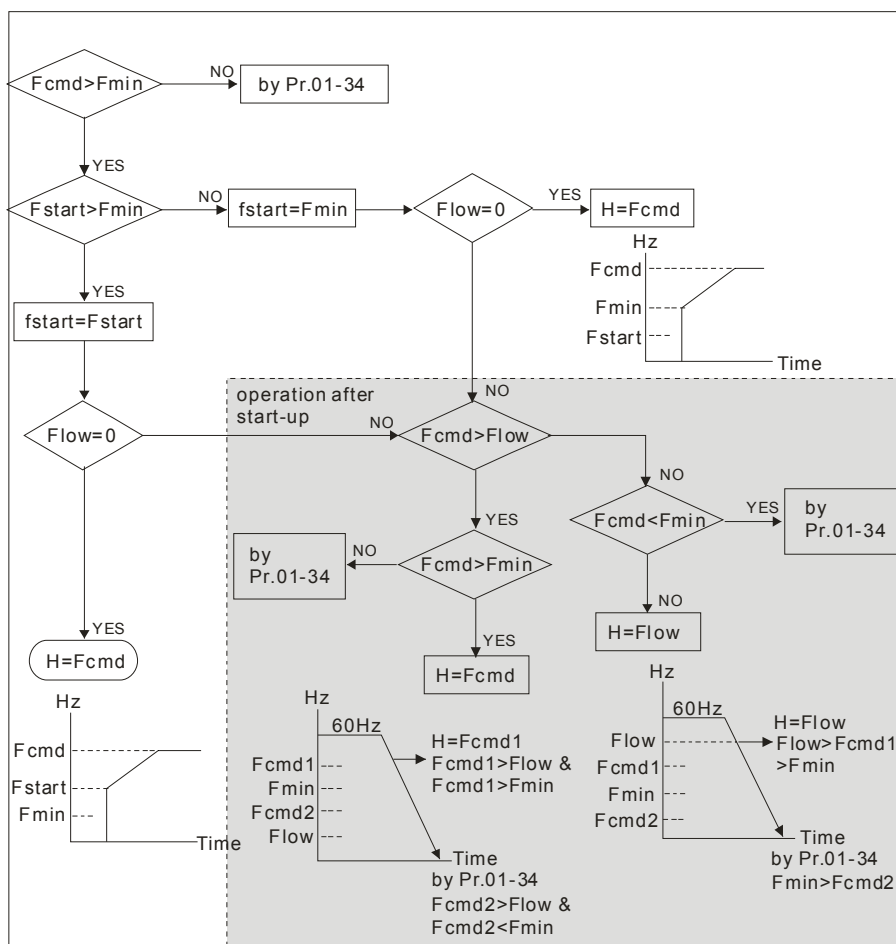 Fcmd>Fmin
NO
by Pr.01-34
YES
Fstart>Fmin
NO
fstart=Fmin
Flow=0
YES
H=Fcmd
Hz
Fcmd
Fmin
Fstart
Time
YES
fstart=Fstart
NO
operation after
start-up
Flow=0
NO
Fcmd>Flow
NO
YES
Fcmd<Fmin
YES
by
Pr.01-34
by
Pr.01-34
NO
Fcmd>Fmin
NO
H=Flow
YES
H=Fcmd
YES
H=Fcmd
Hz
Fcmd
Fstart
Fmin
Time
Hz
60Hz
Fcmd1
Fmin
Fcmd2
Flow
H=Fcmd1
Fcmd1>Flow &
Fcmd1>Fmin
Time
by Pr.01-34
Fcmd2>Flow &
Fcmd2<Fmin
Hz
60Hz
Flow
Fcmd1
Fmin
Fcmd2
H=Flow
Flow>Fcmd1
>Fmin
Time
by Pr.01-34
Fmin>Fcmd2